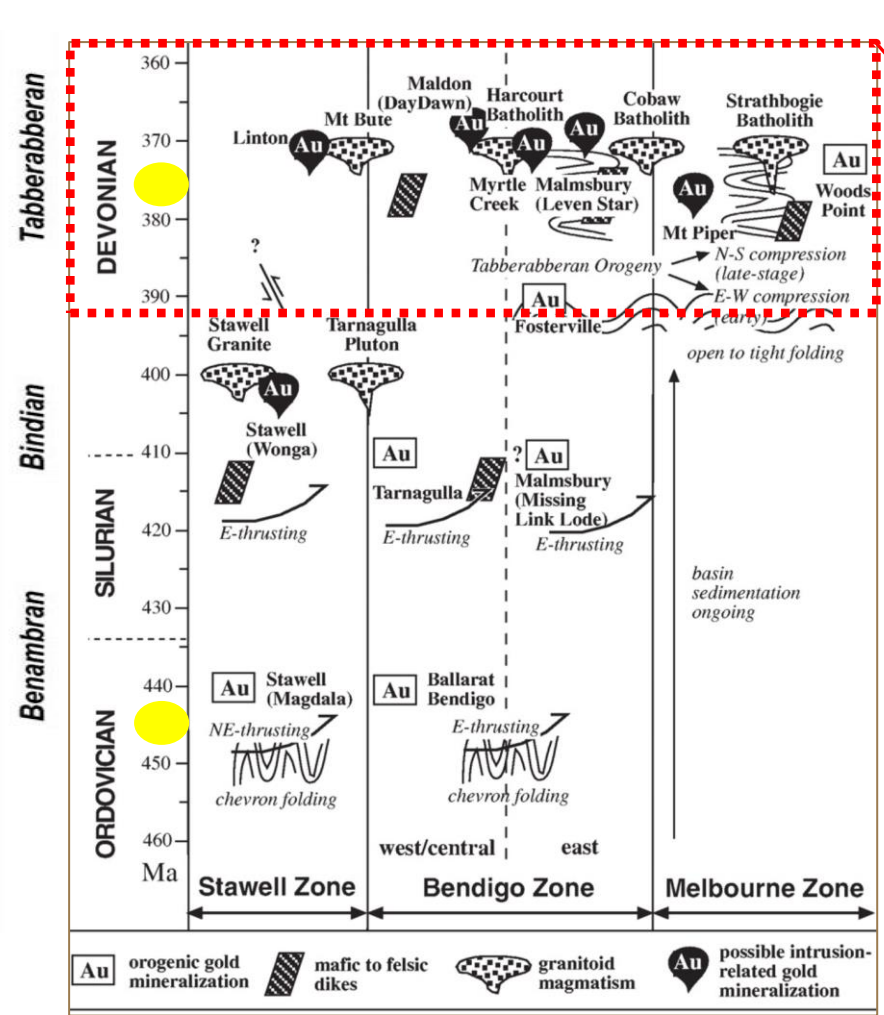 Tabberabberan
Bindian
Benambran
DEVONIAN
SILURIAN
ORDOVICIAN
360
370
380
390
400
410
420
430
440
450
460
Ma
Linton
Au
Mt Bute
Maldon
(DayDawn)
Au
Harcourt
Batholith
Au
Au
Cobaw
Batholith
Strathbogie
Batholith
Au
Woods
Point
Myrtle
Creek
Malmsbury
(Leven Star)
Au
Mt Piper
?
Tabberabberan Orogeny
N-S compression
(late-stage)
E-W compression
(early)
Au
Fosterville
open to tight folding
Stawell
Granite
Tarnagulla
Pluton
Au
Stawell
(Wonga)
Au
Tarnagulla
? Au
Malmsbury
(Missing
Link Lode)
E-thrusting
E-thrusting
E-thrusting
basin
sedimentation
ongoing
Au
Stawell
(Magdala)
Au
Ballarat
Bendigo
NE-thrusting
E-thrusting
chevron folding
chevron folding
west/central
east
Stawell Zone
Bendigo Zone
Melbourne Zone
Au
orogenic gold
mineralization
mafic to felsic
dikes
granitoid
magmatism
Au
possible intrusion-
related gold
mineralization